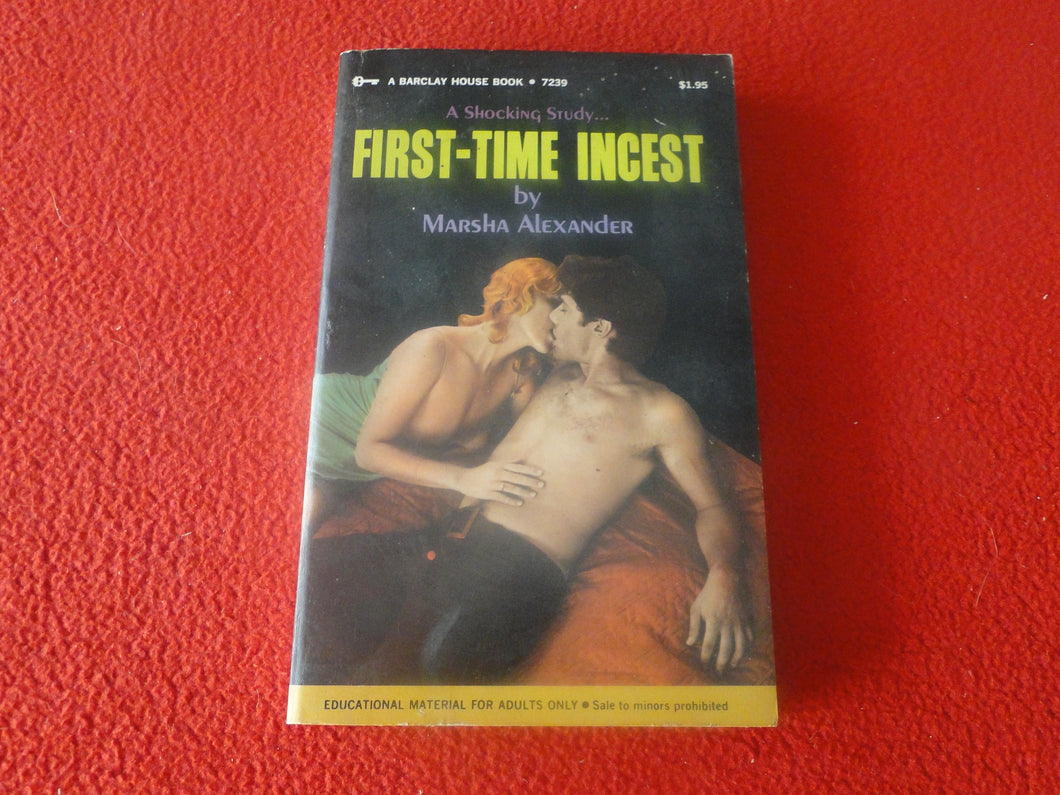 A BARCLAY HOUSE BOOK • 7239 $1.95
A Shocking Study...
FIRST-TIME INCEST
by
Marsha Alexander
EDUCATIONAL MATERIAL FOR ADULTS ONLY • Sale to minors prohibited